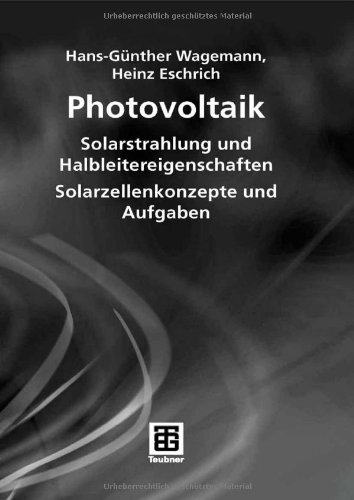 Urheberrechtlich geschütztes Material
Hans-Günther Wagemann,
Heinz Eschrich
Photovoltaik
Solarstrahlung und
Halbleitereigenschaften
Solarzellenkonzepte und
Aufgaben
Teubner
Urheberrechtlich geschütztes Material